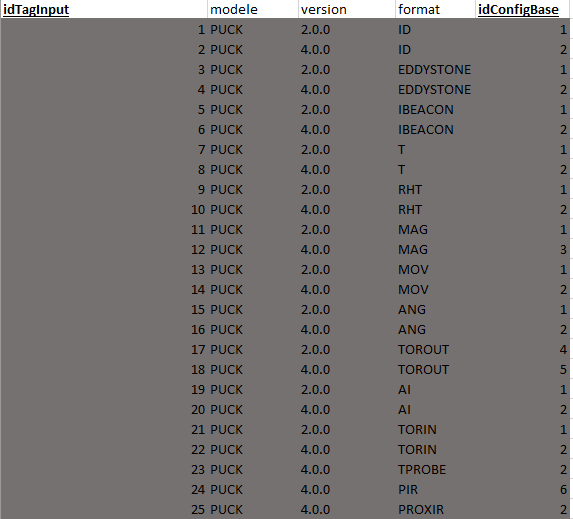 idTagInput modele version format idConfigBase
1 PUCK 2.0.0 ID 1
2 PUCK 4.0.0 ID 2
3 PUCK 2.0.0 EDDYSTONE 1
4 PUCK 4.0.0 EDDYSTONE 2
5 PUCK 2.0.0 IBEACON 1
6 PUCK 4.0.0 IBEACON 2
7 PUCK 2.0.0 T 1
8 PUCK 4.0.0 T 2
9 PUCK 2.0.0 RHT 1
10 PUCK 4.0.0 RHT 2
11 PUCK 2.0.0 MAG 1
12 PUCK 4.0.0 MAG 3
13 PUCK 2.0.0 MOV 1
14 PUCK 4.0.0 MOV 2
15 PUCK 2.0.0 ANG 1
16 PUCK 4.0.0 ANG 2
17 PUCK 2.0.0 TOROUT 4
18 PUCK 4.0.0 TOROUT 5
19 PUCK 2.0.0 AI 1
20 PUCK 4.0.0 AI 2
21 PUCK 2.0.0 TORIN 1
22 PUCK 4.0.0 TORIN 2
23 PUCK 4.0.0 TPROBE 2
24 PUCK 4.0.0 PIR 6
25 PUCK 4.0.0 PROXIR 2